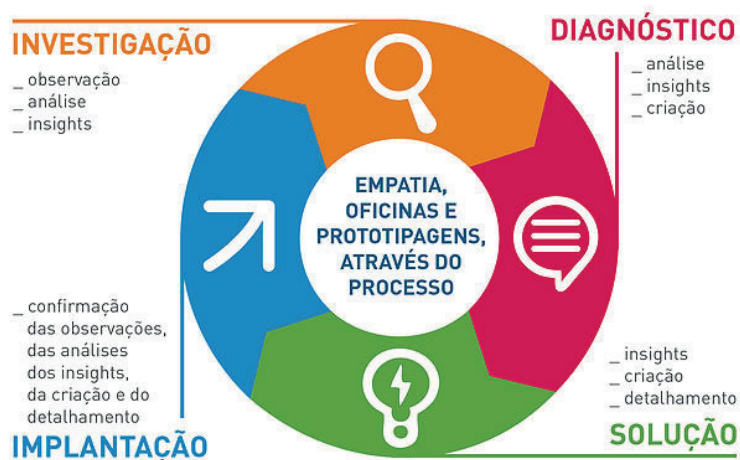 INVESTIGAÇÃO
_ observação
_ análise
_ insights
DIAGNÓSTICO
_ análise
_ insights
_ criação
EMPATIA,
OFICINAS E
PROTOTIPAGENS,
ATRAVÉS DO
PROCESSO
_ confirmação
das observações,
das análises
dos insights,
da criação e do
detalhamento
IMPLANTAÇÃO
_ insights
_ criação
_ detalhamento
SOLUÇÃO